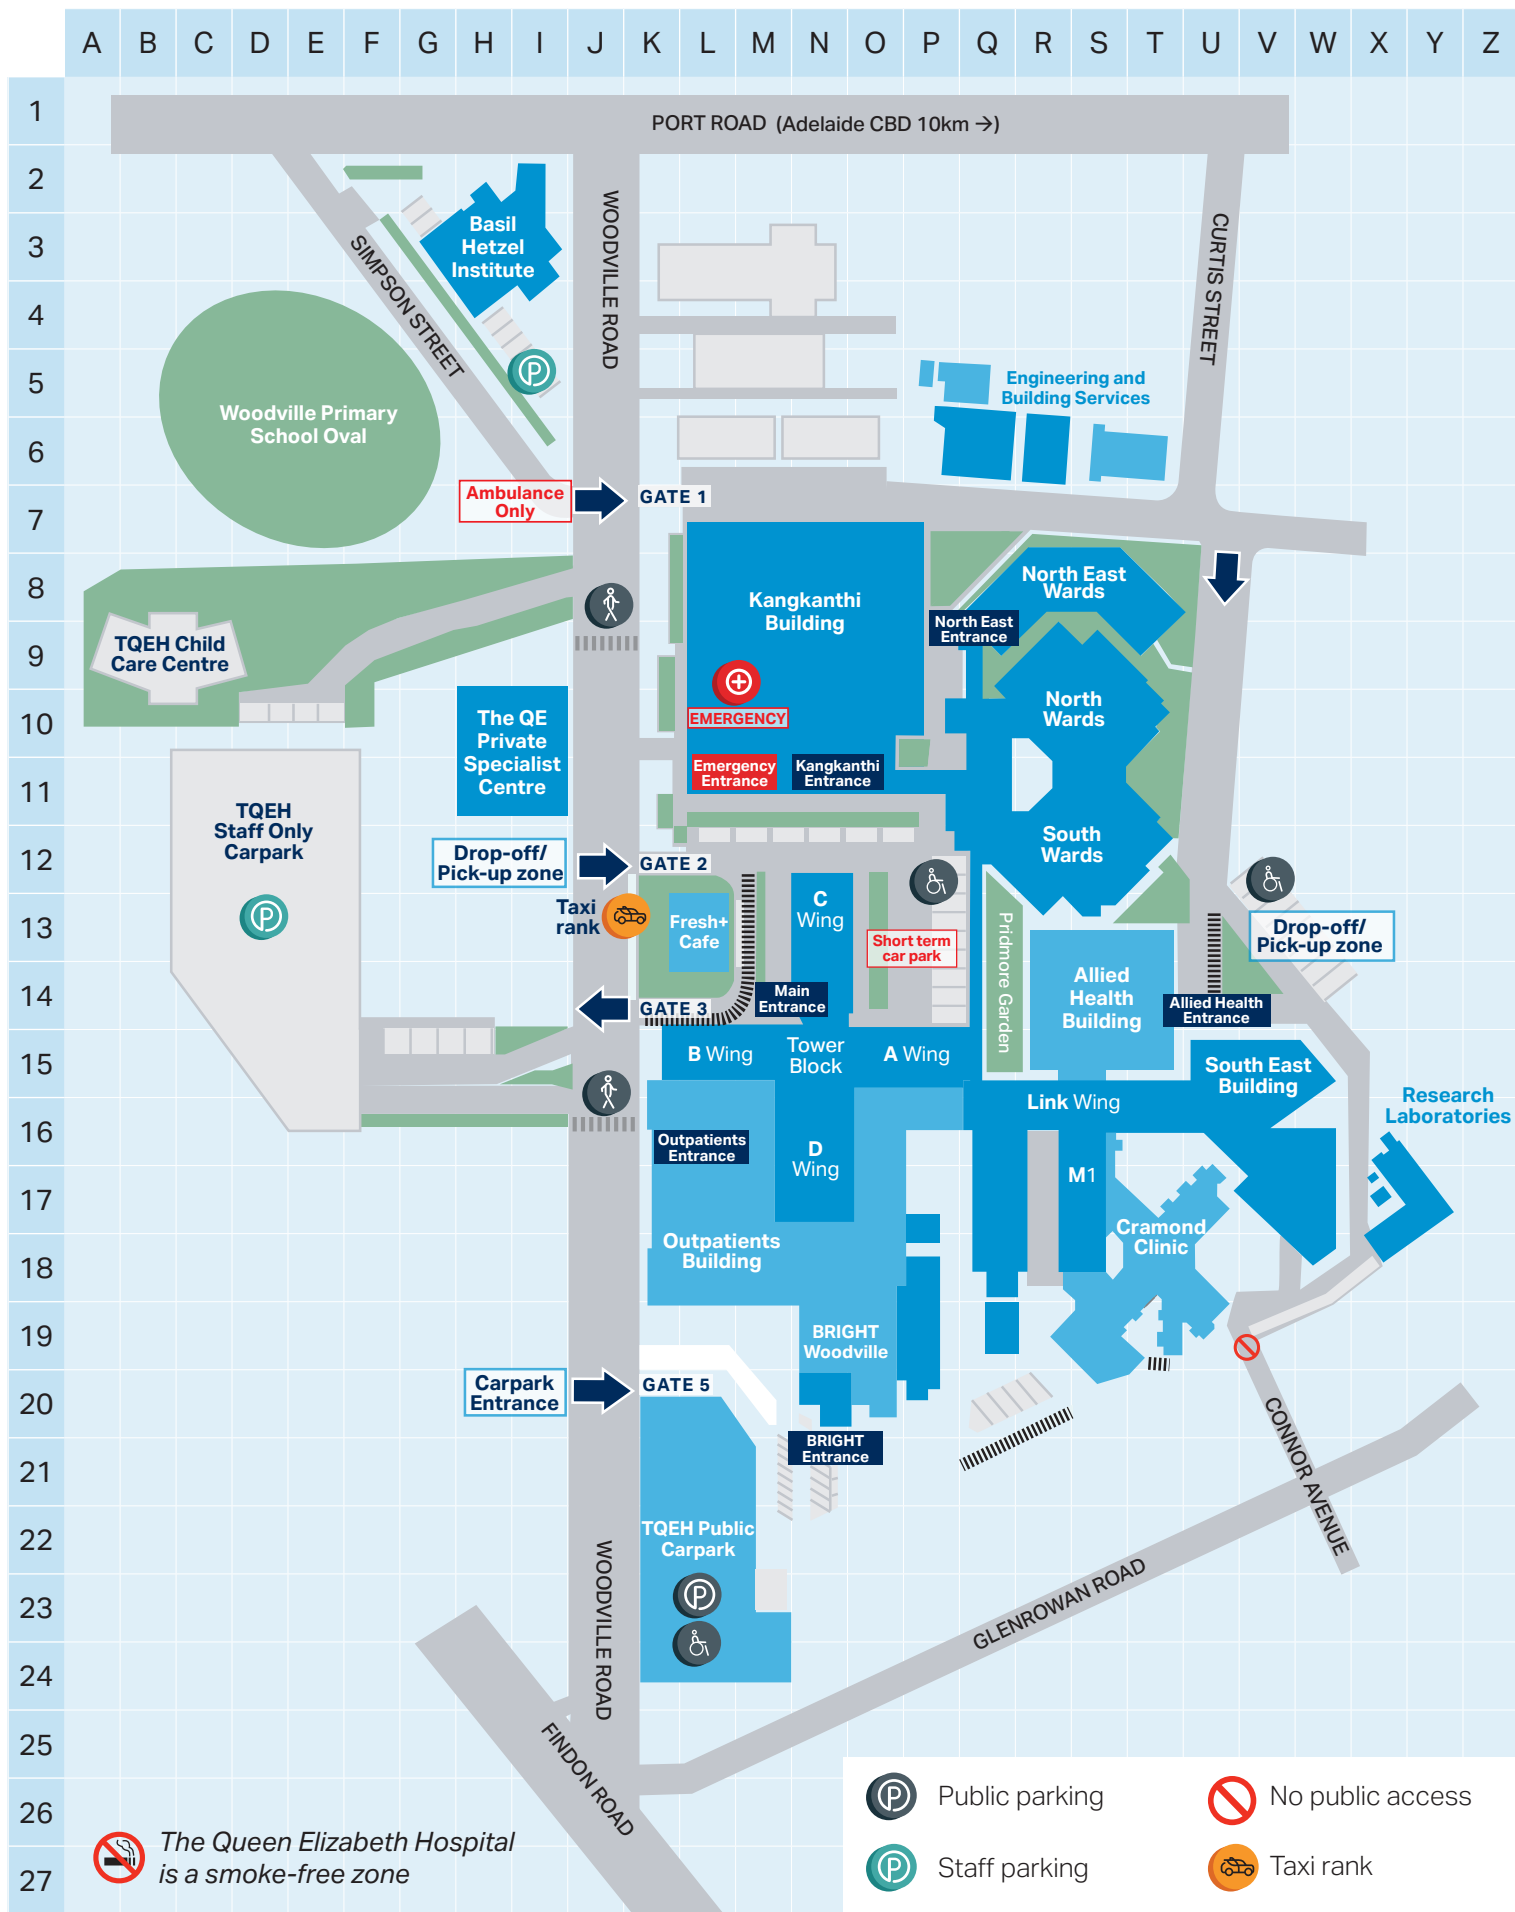 A B C D E F G H I J K L M N O P Q R S T U V W X Y Z
1
2
3
4
5
6
7
8
9
10
11
12
13
14
15
16
17
18
19
20
21
22
23
24
25
26
27
PORT ROAD (Adelaide CBD 10km →)
WOODVILLE ROAD
CURTIS STREET
SIMPSON STREET
Basil
Hetzel
Institute
P
Woodville Primary
School Oval
Engineering and
Building Services
Ambulance
Only
GATE 1
Kangkanthi
Building
North East
Wards
North East
Entrance
TQEH Child
Care Centre
EMERGENCY
North
Wards
The QE
Private
Specialist
Centre
Emergency
Entrance
Kangkanthi
Entrance
TQEH
Staff Only
Carpark
P
South
Wards
Drop-off/
Pick-up zone
GATE 2
Taxi
rank
Fresh+
Cafe
C
Wing
Short term
car park
Pridmore Garden
Drop-off/
Pick-up zone
Allied
Health
Building
Main
Entrance
Allied Health
Entrance
GATE 3
B Wing
Tower
Block
A Wing
South East
Building
Link Wing
Research
Laboratories
Outpatients
Entrance
D
Wing
M1
Cramond
Clinic
Outpatients
Building
BRIGHT
Woodville
Carpark
Entrance
GATE 5
BRIGHT
Entrance
CONNOR AVENUE
TQEH Public
Carpark
P
WOODVILLE ROAD
GLENROWAN ROAD
FINDON ROAD
P Public parking
No public access
P Staff parking
Taxi rank
The Queen Elizabeth Hospital
is a smoke-free zone